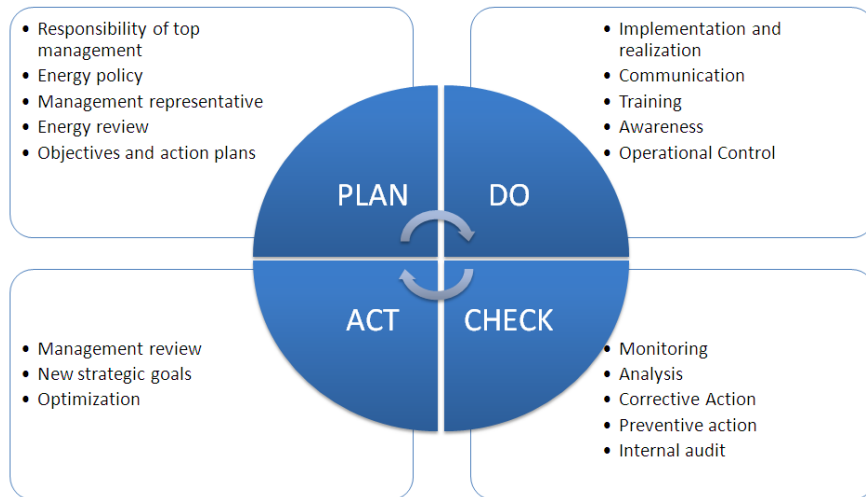 • Responsibility of top
management
• Energy policy
• Management representative
• Energy review
• Objectives and action plans
• Implementation and
realization
• Communication
• Training
• Awareness
• Operational Control
PLAN
DO
ACT
CHECK
• Management review
• New strategic goals
• Optimization
• Monitoring
• Analysis
• Corrective Action
• Preventive action
• Internal audit